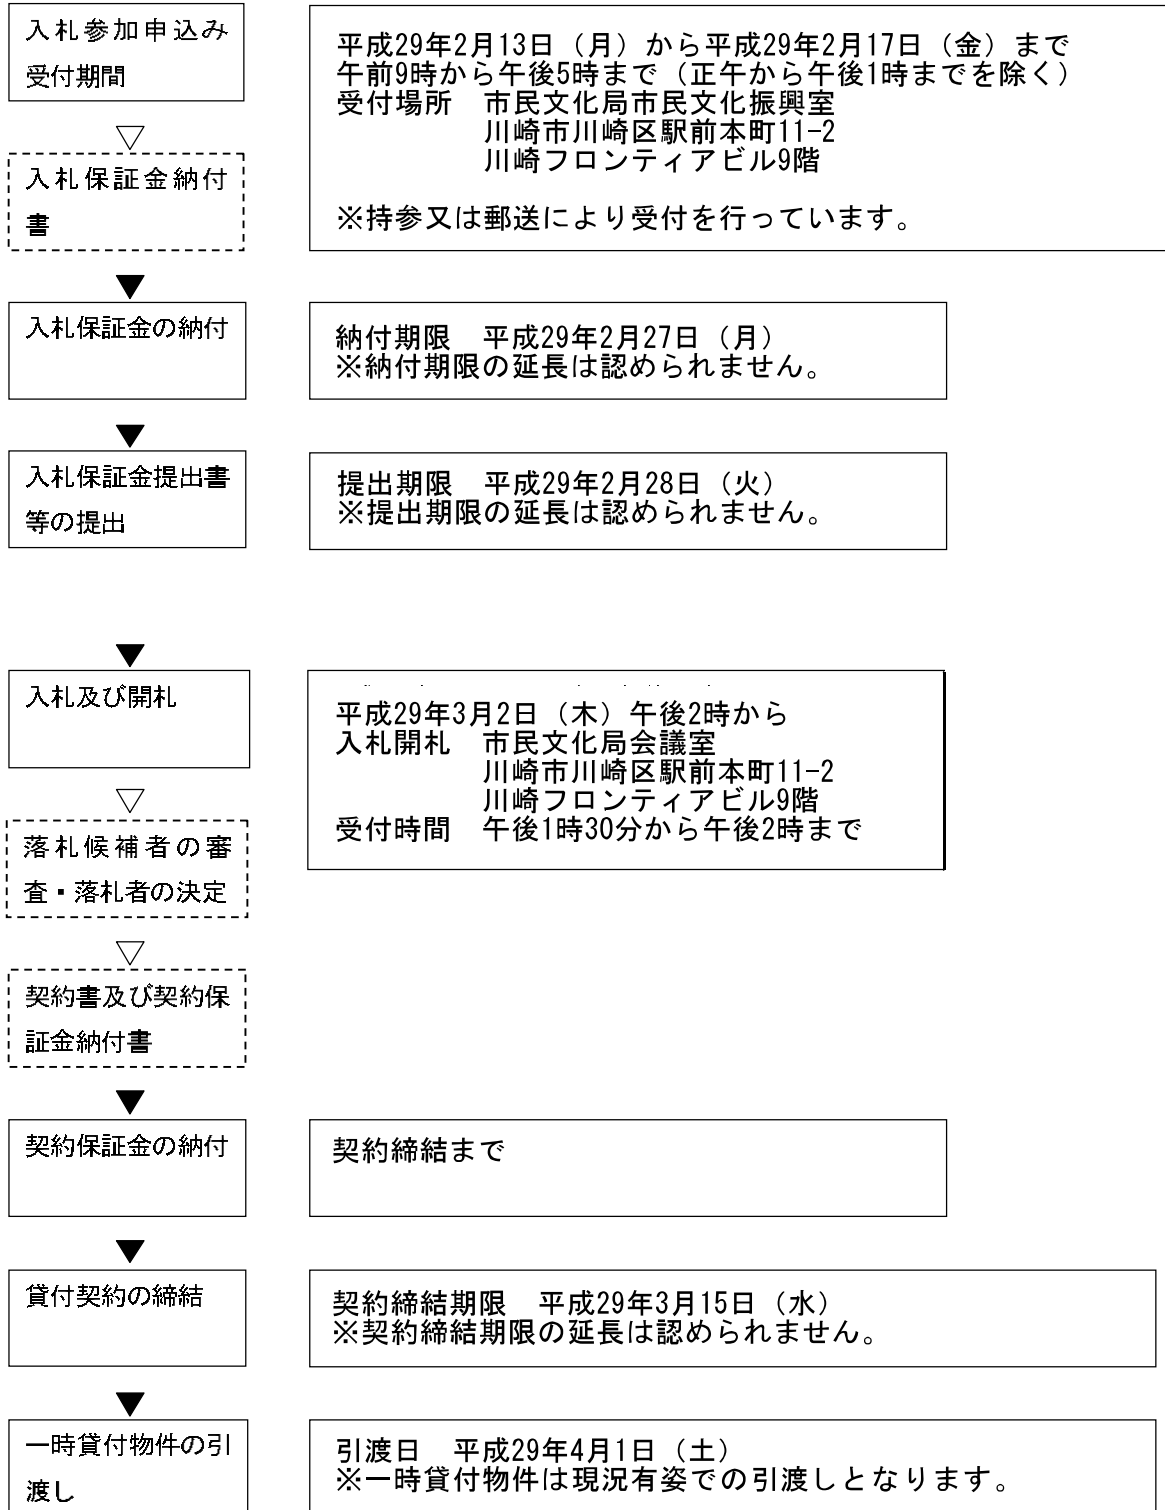 入札参加申込み
受付期間
平成29年2月13日（月）から平成29年2月17日（金）まで
午前9時から午後5時まで（正午から午後1時までを除く）
受付場所　市民文化局市民文化振興室
川崎市川崎区駅前本町11-2
川崎フロンティアビル9階
※持参又は郵送により受付を行っています。
▽
入札保証金納付
書
▼
入札保証金の納付
納付期限　平成29年2月27日（月）
※納付期限の延長は認められません。
▼
入札保証金提出書
等の提出
提出期限　平成29年2月28日（火）
※提出期限の延長は認められません。
▼
入札及び開札
平成29年3月2日（木）午後2時から
入札開札　市民文化局会議室
川崎市川崎区駅前本町11-2
川崎フロンティアビル9階
受付時間　午後1時30分から午後2時まで
▽
落札候補者の審
査・落札者の決定
▽
契約書及び契約保
証金納付書
▼
契約保証金の納付
契約締結まで
▼
貸付契約の締結
契約締結期限　平成29年3月15日（水）
※契約締結期限の延長は認められません。
▼
一時貸付物件の引
渡し
引渡日　平成29年4月1日（土）
※一時貸付物件は現況有姿での引渡しとなります。